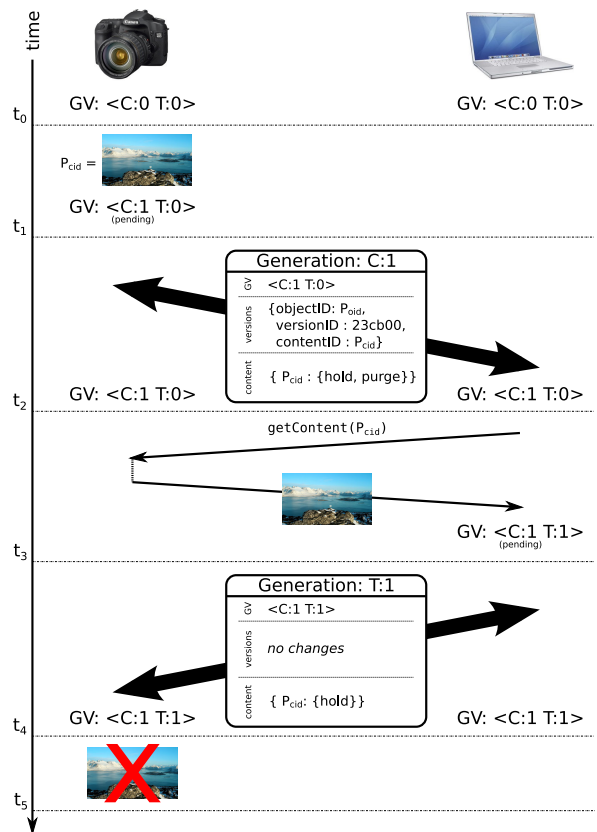 time
Canon
GV: <C:0 T:0>
GV: <C:0 T:0>
t0
Pcid =
GV: <C:1 T:0>
(pending)
t1
Generation: C:1
GV
<C:1 T:0>
versions
{objectID: Poid,
versionID : 23cb00,
contentID : Pcid}
content
{ Pcid : {hold, purge}}
GV: <C:1 T:0>
GV: <C:1 T:0>
t2
getContent(Pcid)
GV: <C:1 T:1>
(pending)
t3
Generation: T:1
GV
<C:1 T:1>
versions
no changes
content
{ Pcid: {hold}}
GV: <C:1 T:1>
GV: <C:1 T:1>
t4
X
t5